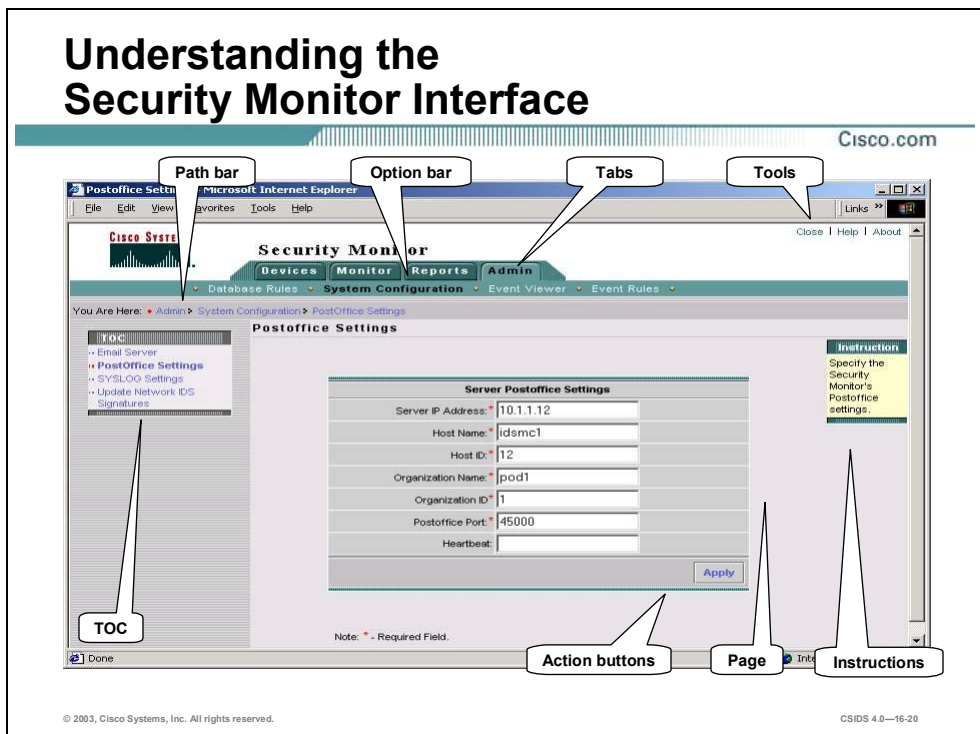 Understanding the
Security Monitor Interface
Cisco.com
Path bar
Option bar
Tabs
Tools
Microsoft Internet Explorer
Postoffice
File Edit View Tools Help
Links »
CISCO
Close | Help | About
Security Monitor
Devices Monitor Reports Admin
Database Rules System Configuration Event Viewer Event Rules
You Are Here: Admin > System Configuration > PostOffice Settings
TOC
Email Server
PostOffice Settings
SYSLOG Settings
Update Network IDS
Signatures
Postoffice Settings
Instruction
Specify the
Security
Monitor's
Postoffice
settings.
Server Postoffice Settings
Server IP Address:* 10.1.1.12
Host Name:* idsmc1
Host ID:* 12
Organization Name:* pod1
Organization ID* 1
Postoffice Port:* 45000
Heartbeat:
Apply
Note: * - Required Field.
TOC
Action buttons
Page
Instructions
Done
© 2003, Cisco Systems, Inc. All rights reserved.
CSIDS 4.0—16-20